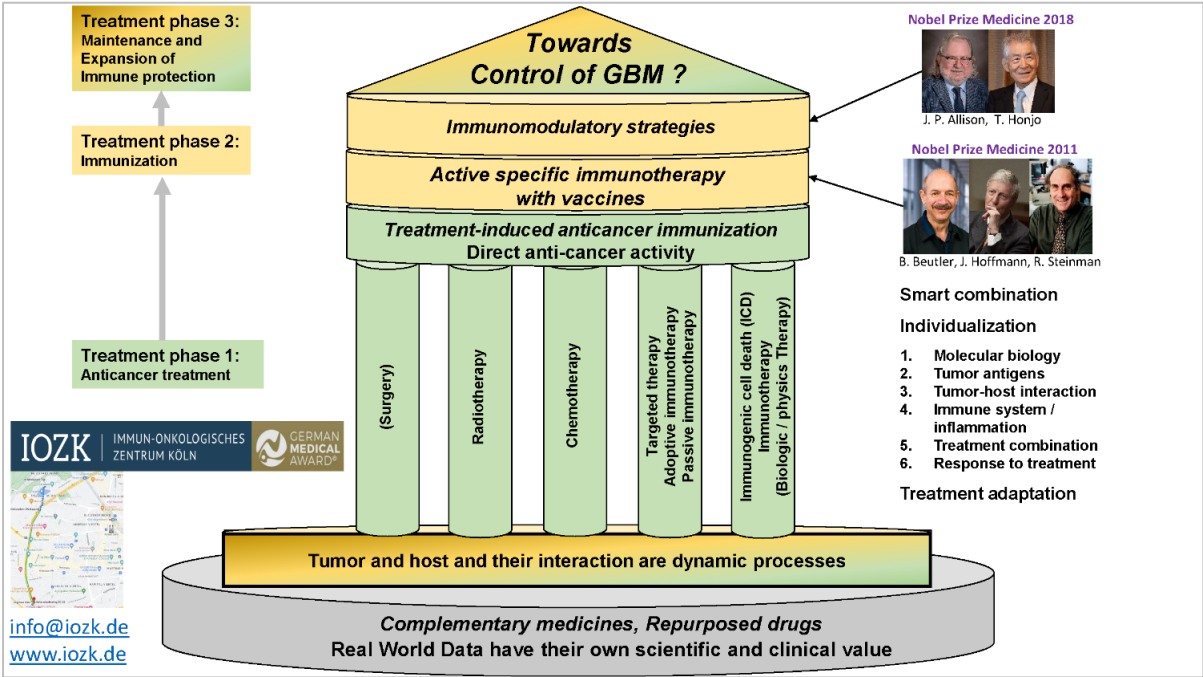 Treatment phase 3:
Maintenance and
Expansion of
Immune protection
Treatment phase 2:
Immunization
Treatment phase 1:
Anticancer treatment
IOZK
IMMUN-ONKOLOGISCHES
ZENTRUM KÖLN
GERMAN
MEDICAL
AWARD®
info@iozk.de
www.iozk.de
Towards
Control of GBM ?
Immunomodulatory strategies
Active specific immunotherapy
with vaccines
Treatment-induced anticancer immunization
Direct anti-cancer activity
(Surgery)
Radiotherapy
Chemotherapy
Targeted therapy
Adoptive immunotherapy
Passive immunotherapy
Immunogenic cell death (ICD)
Immunotherapy
(Biologic / physics Therapy)
Tumor and host and their interaction are dynamic processes
Complementary medicines, Repurposed drugs
Real World Data have their own scientific and clinical value
Nobel Prize Medicine 2018
J. P. Allison, T. Honjo
Nobel Prize Medicine 2011
B. Beutler, J. Hoffmann, R. Steinman
Smart combination
Individualization
1. Molecular biology
2. Tumor antigens
3. Tumor-host interaction
4. Immune system /
inflammation
5. Treatment combination
6. Response to treatment
Treatment adaptation